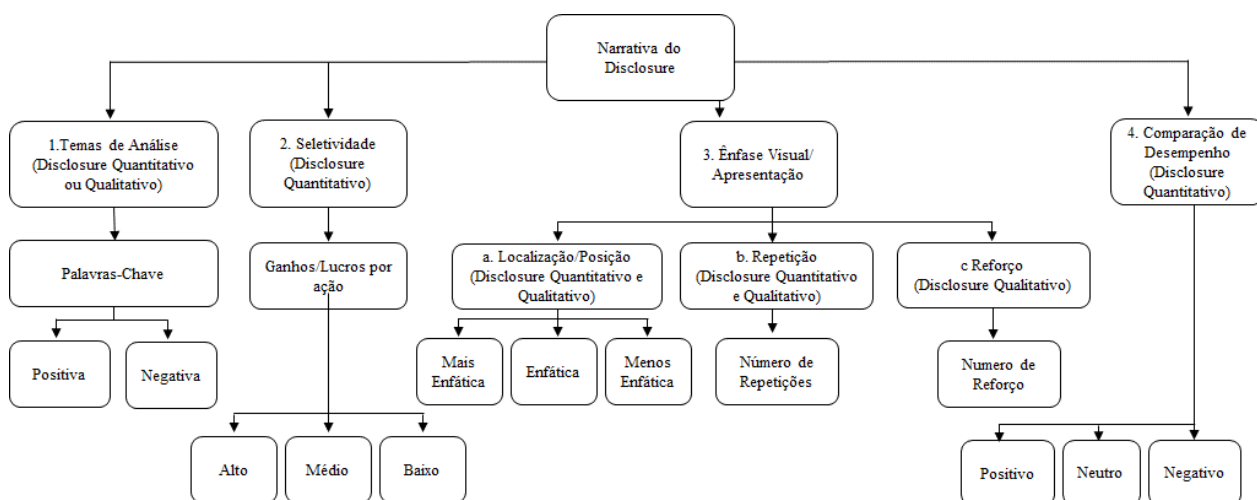 Narrativa do
Disclosure
1.Temas de Análise
(Disclosure Quantitativo
ou Qualitativo)
2. Seletividade
(Disclosure
Quantitativo)
3. Ênfase Visual/
Apresentação
4. Comparação de
Desempenho
(Disclosure
Quantitativo)
Palavras-Chave
Ganhos/Lucros por
ação
a. Localização/Posição
(Disclosure Quantitativo e
Qualitativo)
b. Repetição
(Disclosure Quantitativo
e Qualitativo)
c Reforço
(Disclosure Qualitativo)
Positiva
Negativa
Mais
Enfática
Enfática
Menos
Enfática
Número de
Repetições
Numero de
Reforço
Alto
Médio
Baixo
Positivo
Neutro
Negativo